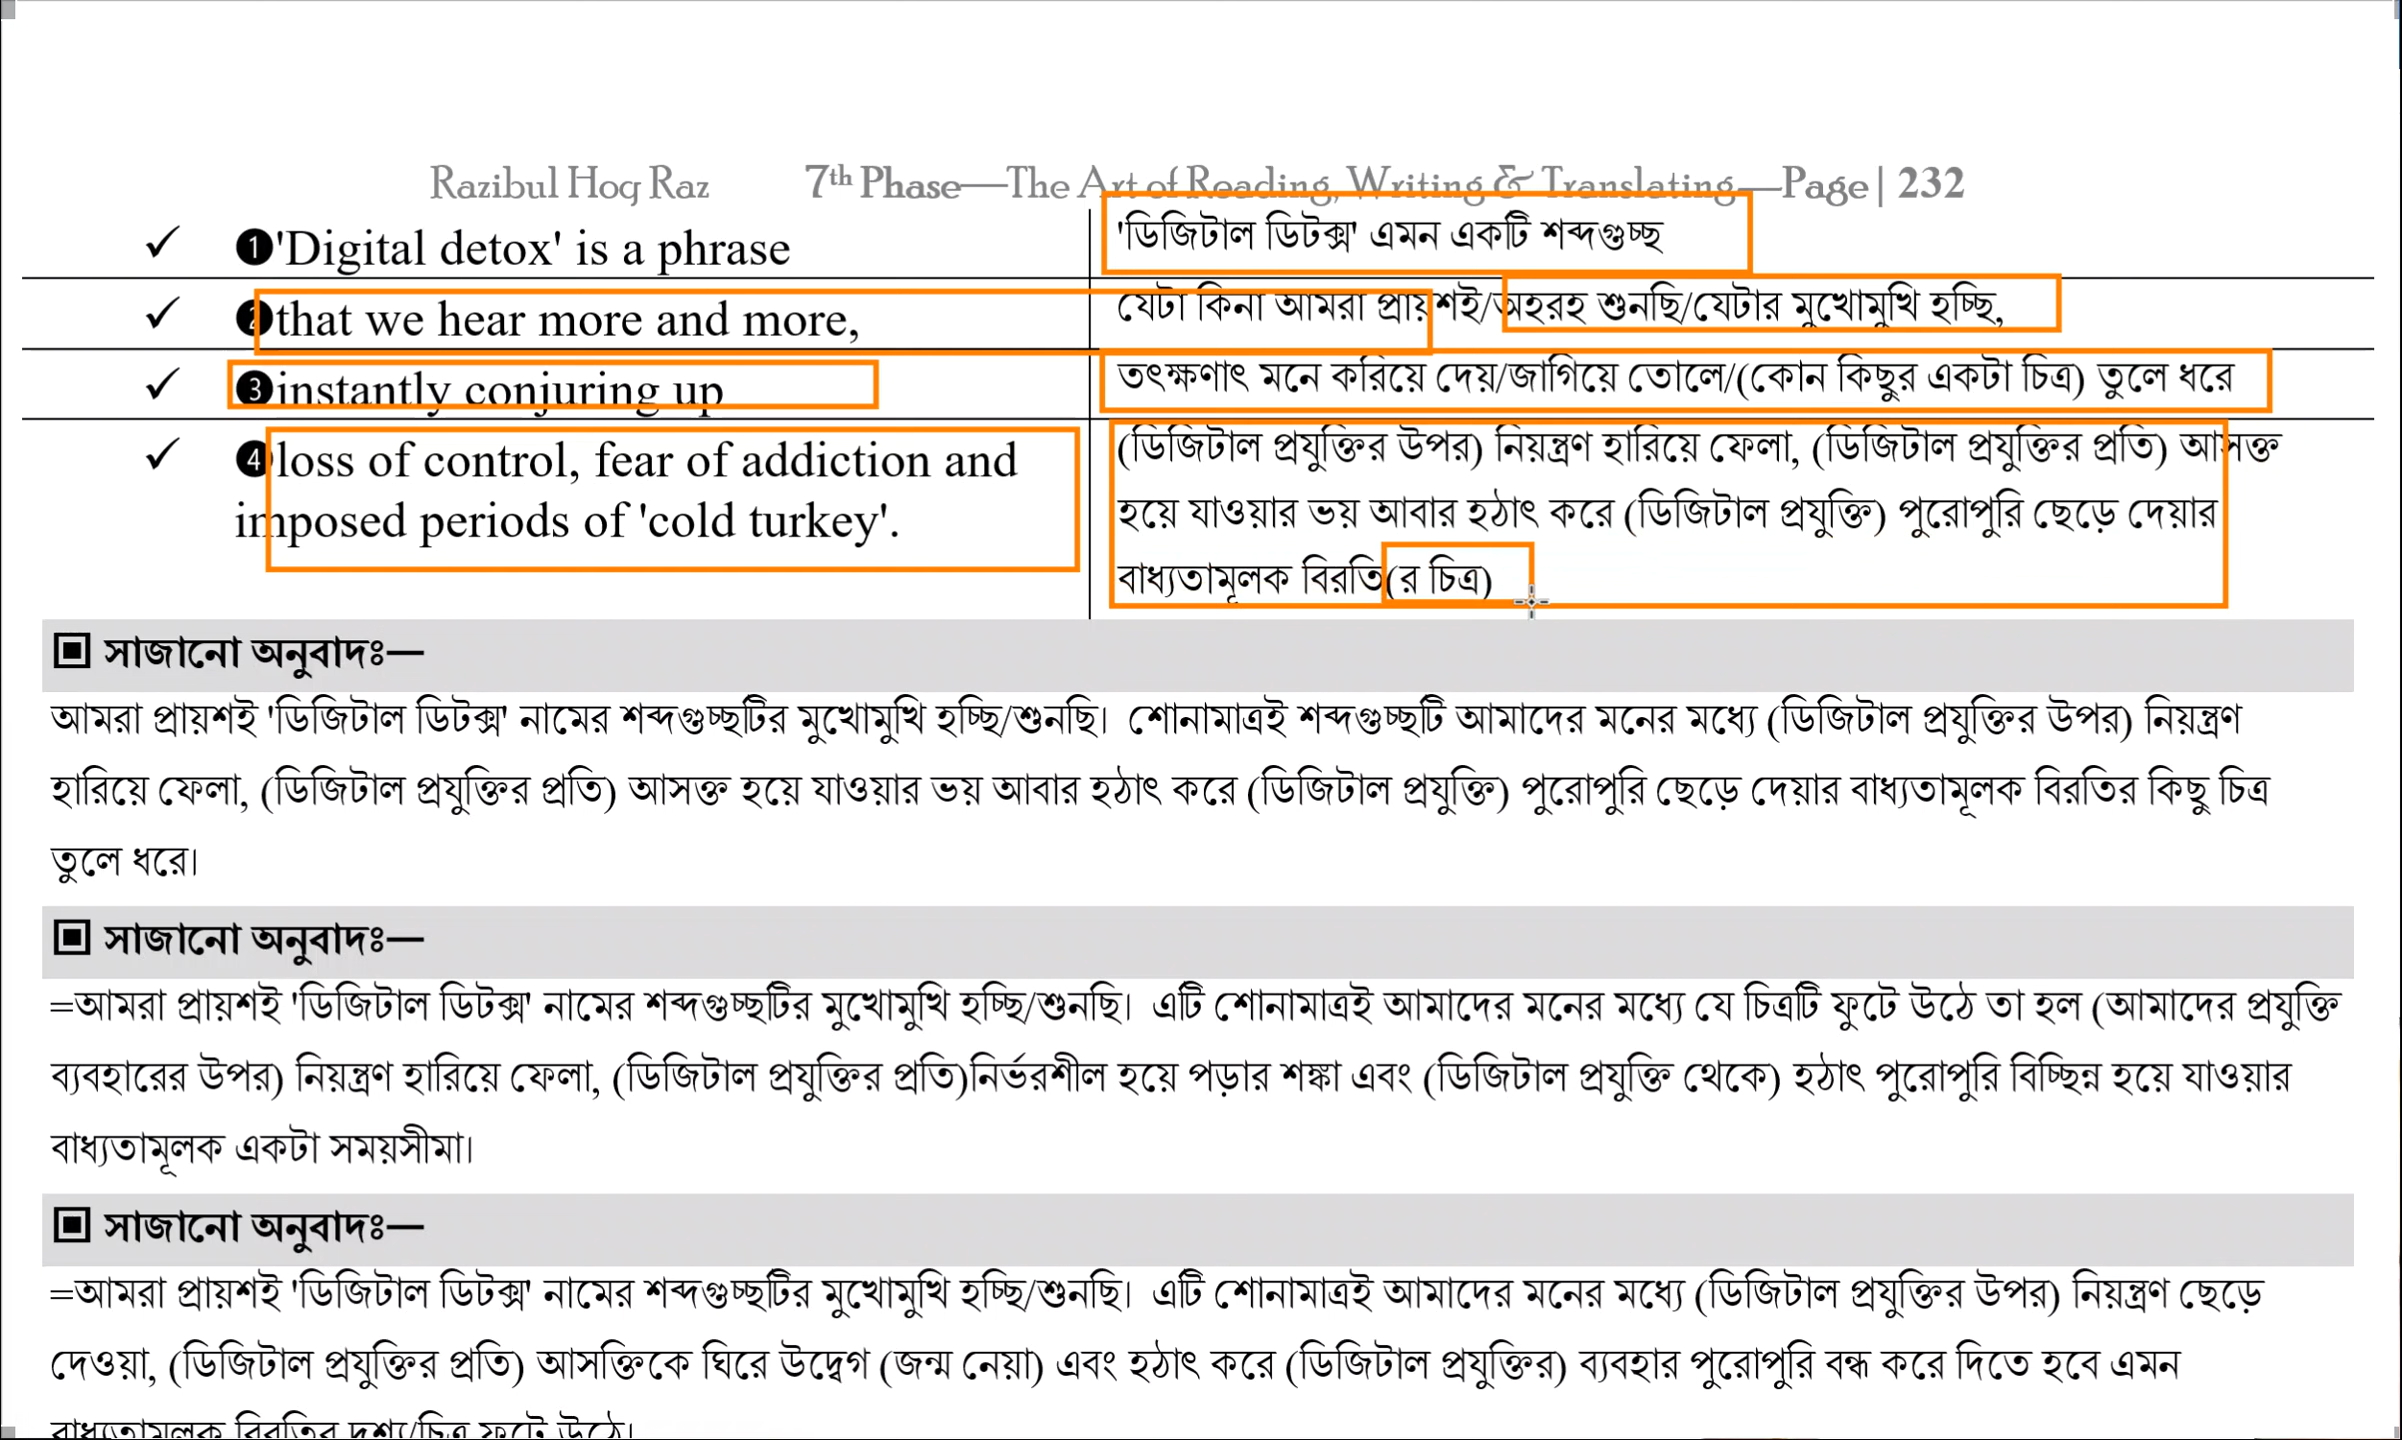 Razibul Hoq Raz 7th Phase—The Art of Reading, Writing & Translating—Page | 232
✓ ❶'Digital detox' is a phrase
'ডিজিটাল ডিটক্স' এমন একটি শব্দগুচ্ছ
✓ ❷that we hear more and more,
যেটা কিনা আমরা প্রায়শই/অহরহ শুনছি/যেটার মুখোমুখি হচ্ছি,
✓ ❸instantly conjuring up
তৎক্ষণাৎ মনে করিয়ে দেয়/জাগিয়ে তোলে/(কোন কিছুর একটা চিত্র) তুলে ধরে
✓ ❹loss of control, fear of addiction and
imposed periods of 'cold turkey'.
(ডিজিটাল প্রযুক্তির উপর) নিয়ন্ত্রণ হারিয়ে ফেলা, (ডিজিটাল প্রযুক্তির প্রতি) আসক্ত
হয়ে যাওয়ার ভয় আবার হঠাৎ করে (ডিজিটাল প্রযুক্তি) পুরোপুরি ছেড়ে দেয়ার
বাধ্যতামূলক বিরতি(র চিত্র)
▣ সাজানো অনুবাদঃ—
আমরা প্রায়শই 'ডিজিটাল ডিটক্স' নামের শব্দগুচ্ছটির মুখোমুখি হচ্ছি/শুনছি। শোনামাত্রই শব্দগুচ্ছটি আমাদের মনের মধ্যে (ডিজিটাল প্রযুক্তির উপর) নিয়ন্ত্রণ
হারিয়ে ফেলা, (ডিজিটাল প্রযুক্তির প্রতি) আসক্ত হয়ে যাওয়ার ভয় আবার হঠাৎ করে (ডিজিটাল প্রযুক্তি) পুরোপুরি ছেড়ে দেয়ার বাধ্যতামূলক বিরতির কিছু চিত্র
তুলে ধরে।
▣ সাজানো অনুবাদঃ—
=আমরা প্রায়শই 'ডিজিটাল ডিটক্স' নামের শব্দগুচ্ছটির মুখোমুখি হচ্ছি/শুনছি। এটি শোনামাত্রই আমাদের মনের মধ্যে যে চিত্রটি ফুটে উঠে তা হল (আমাদের প্রযুক্তি
ব্যবহারের উপর) নিয়ন্ত্রণ হারিয়ে ফেলা, (ডিজিটাল প্রযুক্তির প্রতি)নির্ভরশীল হয়ে পড়ার শঙ্কা এবং (ডিজিটাল প্রযুক্তি থেকে) হঠাৎ পুরোপুরি বিচ্ছিন্ন হয়ে যাওয়ার
বাধ্যতামূলক একটা সময়সীমা।
▣ সাজানো অনুবাদঃ—
=আমরা প্রায়শই 'ডিজিটাল ডিটক্স' নামের শব্দগুচ্ছটির মুখোমুখি হচ্ছি/শুনছি। এটি শোনামাত্রই আমাদের মনের মধ্যে (ডিজিটাল প্রযুক্তির উপর) নিয়ন্ত্রণ ছেড়ে
দেওয়া, (ডিজিটাল প্রযুক্তির প্রতি) আসক্তিকে ঘিরে উদ্বেগ (জন্ম নেয়া) এবং হঠাৎ করে (ডিজিটাল প্রযুক্তির) ব্যবহার পুরোপুরি বন্ধ করে দিতে হবে এমন
বাধ্যতামূলক বিরতির দৃশ্য/চিত্র ফুটে উঠে।